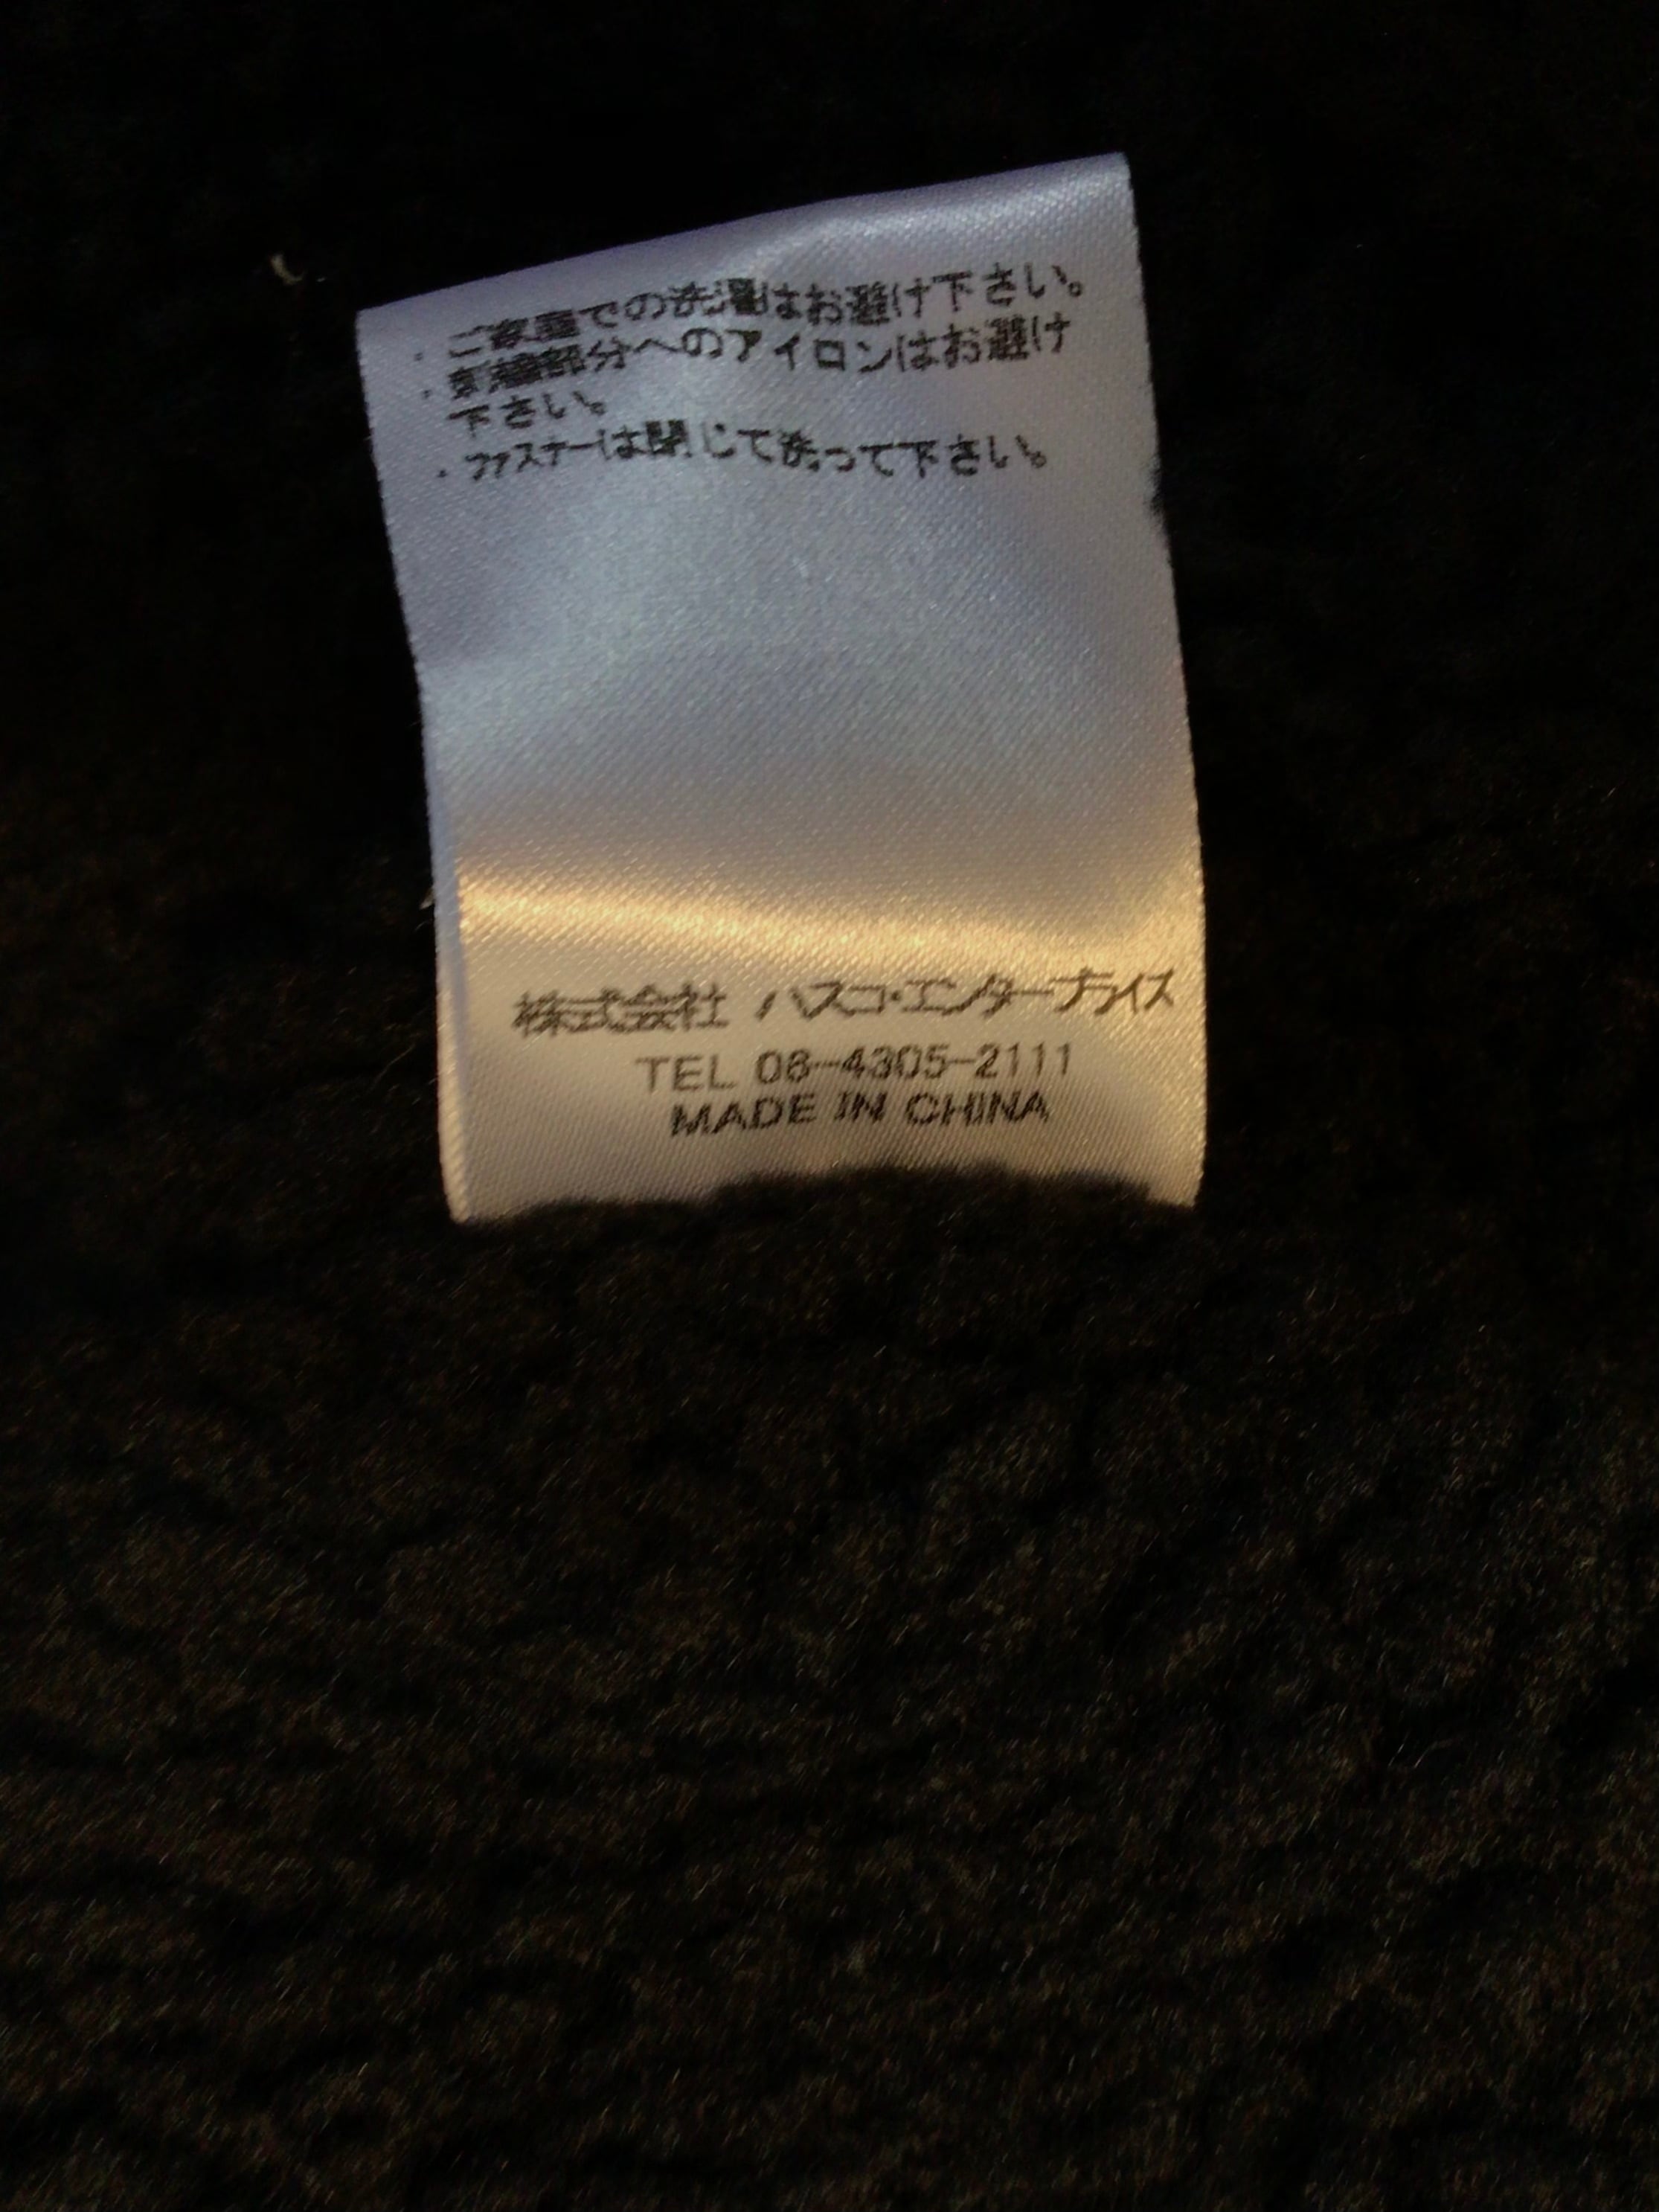 ・ご家庭での洗濯はお避け下さい。
・刺繍部分へのアイロンはお避け
下さい。
・ファスナーは閉じて洗って下さい。
株式会社 ハスコ・エンタープライズ
TEL 06-4305-2111
MADE IN CHINA